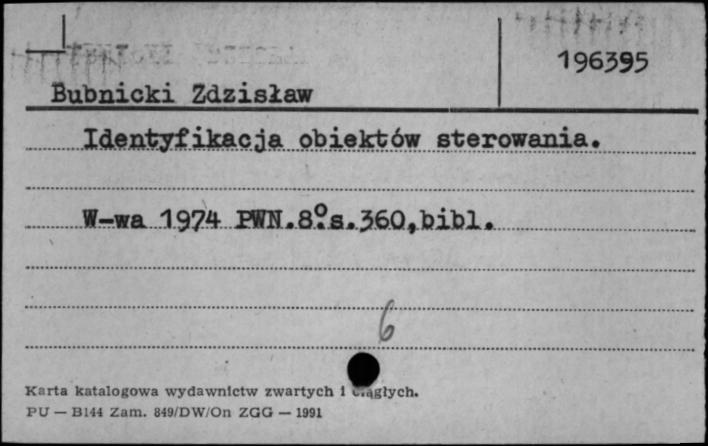 196395
Bubnicki Zdzisław
Identyfikacja obiektów sterowania.
W-wa 1974 PWN.8°.s.360,bibl.
6
Karta katalogowa wydawnictw zwartych i ciągłych.
PU — B144 Zam. 849/DW/On ZGG — 1991